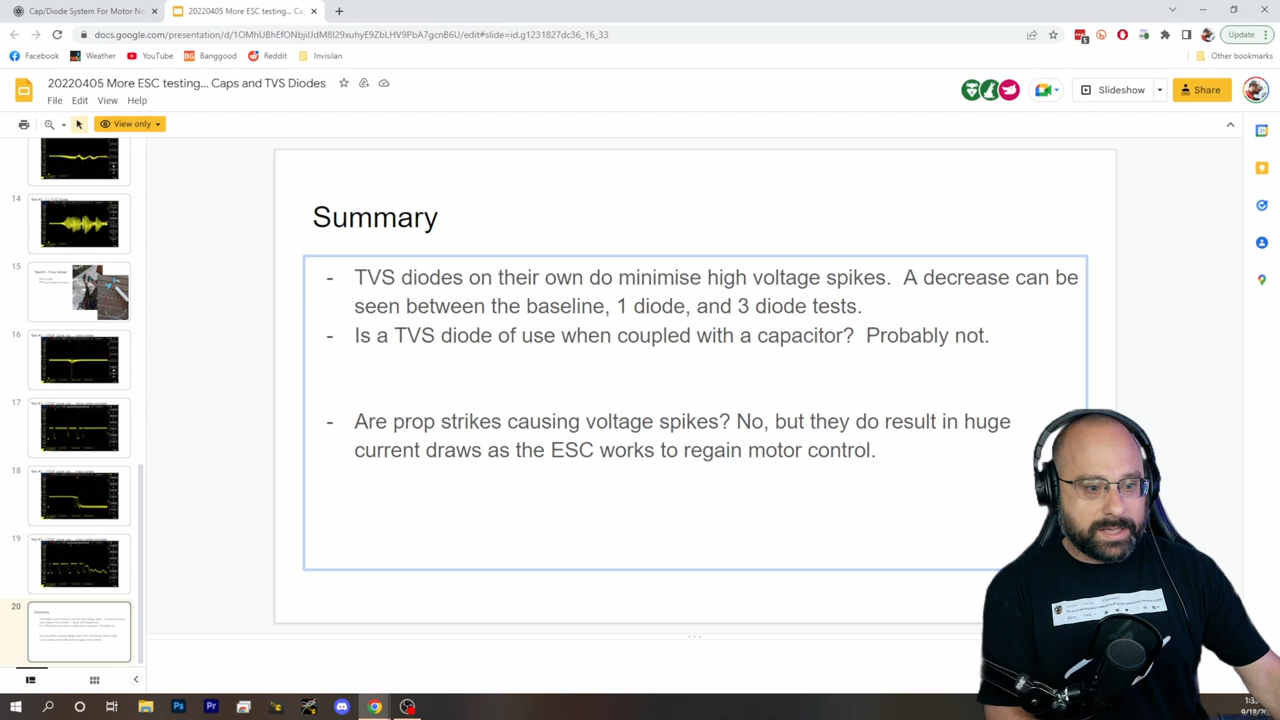 Cap/Diode System For Motor No
20220405 More ESC testing... Ca
docs.google.com/presentation/d/1OMhUBhEfONbjiUdM8I29xuhyE9ZbLHV9PbA7gcnB6U/edit#slide=id.g1231827dc36_16_33
Update
Facebook
Weather
YouTube
BG Banggood
Reddit
Invisilan
Other bookmarks
20220405 More ESC testing... Caps and TVS Diodes
File Edit View Help
Slideshow
Share
View only
14
15
16
17
18
19
20
Summary
- TVS diodes on their own do minimise high voltage spikes. A decrease can be
seen between the baseline, 1 diode, and 3 diode tests.
- Is a TVS diode of use when coupled with a capacitor? Probably not.
- Are prop strikes causing voltage spikes? No, but they do result in huge
current draws as the ESC works to regain motor control.